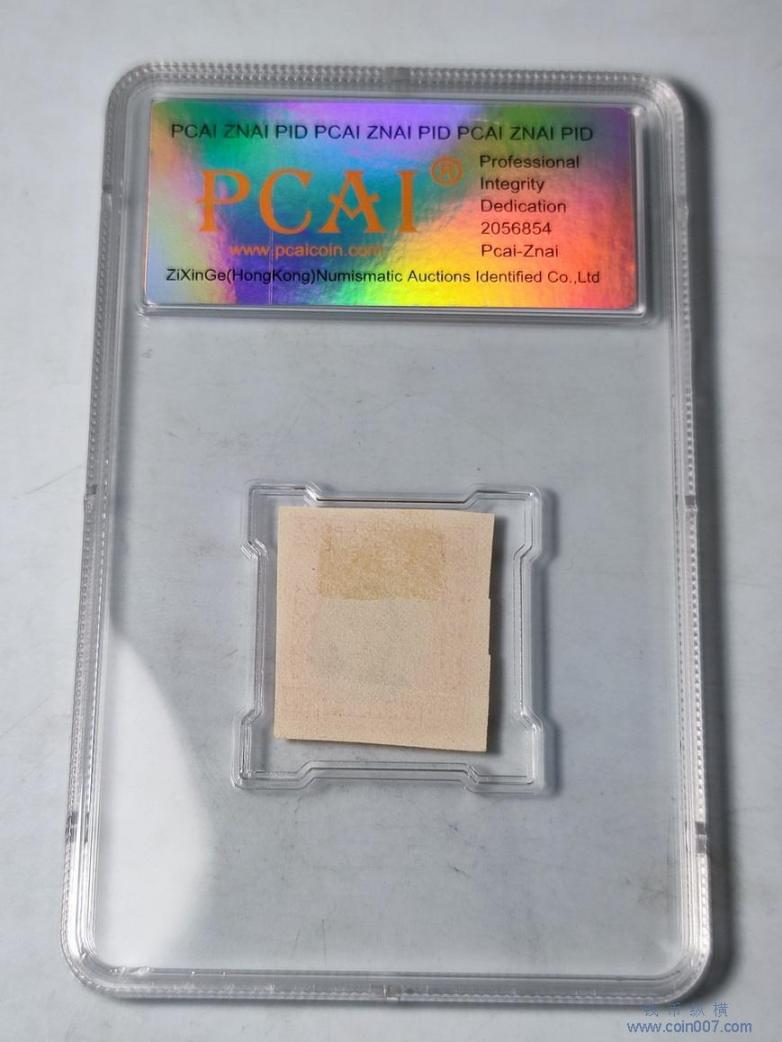 PCAI ZNAI PID PCAI ZNAI PID PCAI ZNAI PID
PCAI®
www.pcaicoin.com
Professional
Integrity
Dedication
2056854
Pcai-Znai
ZiXinGe(HongKong)Numismatic Auctions Identified Co.,Ltd
钱币纵横
www.coin007.com